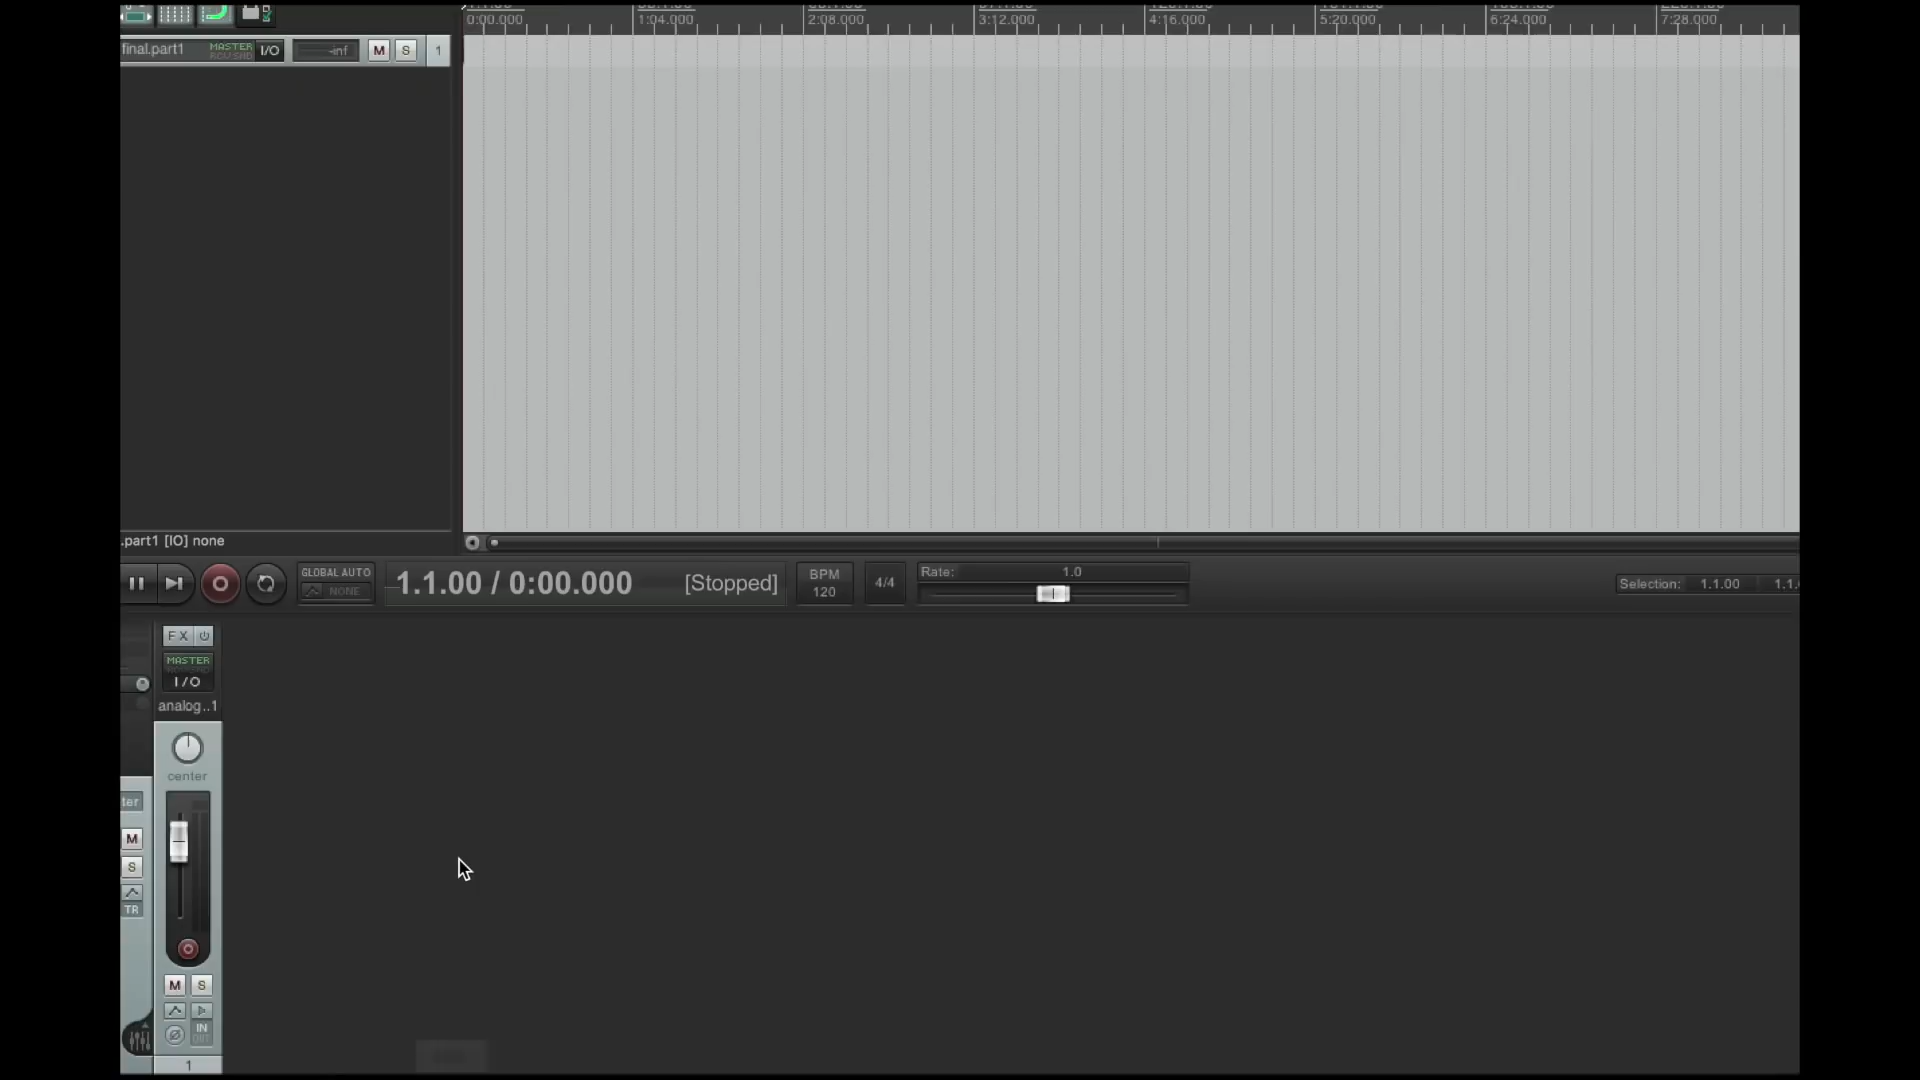 0:00.000 1:04.000 2:08.000 3:12.000 4:16.000 5:20.000 6:24.000 7:28.000
final.part1 MASTER I/O -inf M S 1
.part1 [IO] none
GLOBAL AUTO
NONE
1.1.00 / 0:00.000 [Stopped]
BPM
120
4/4
Rate: 1.0
Selection: 1.1.00 1.1.
FX
MASTER
I/O
analog..1
center
ter
M
S
TR
M S
IN
1